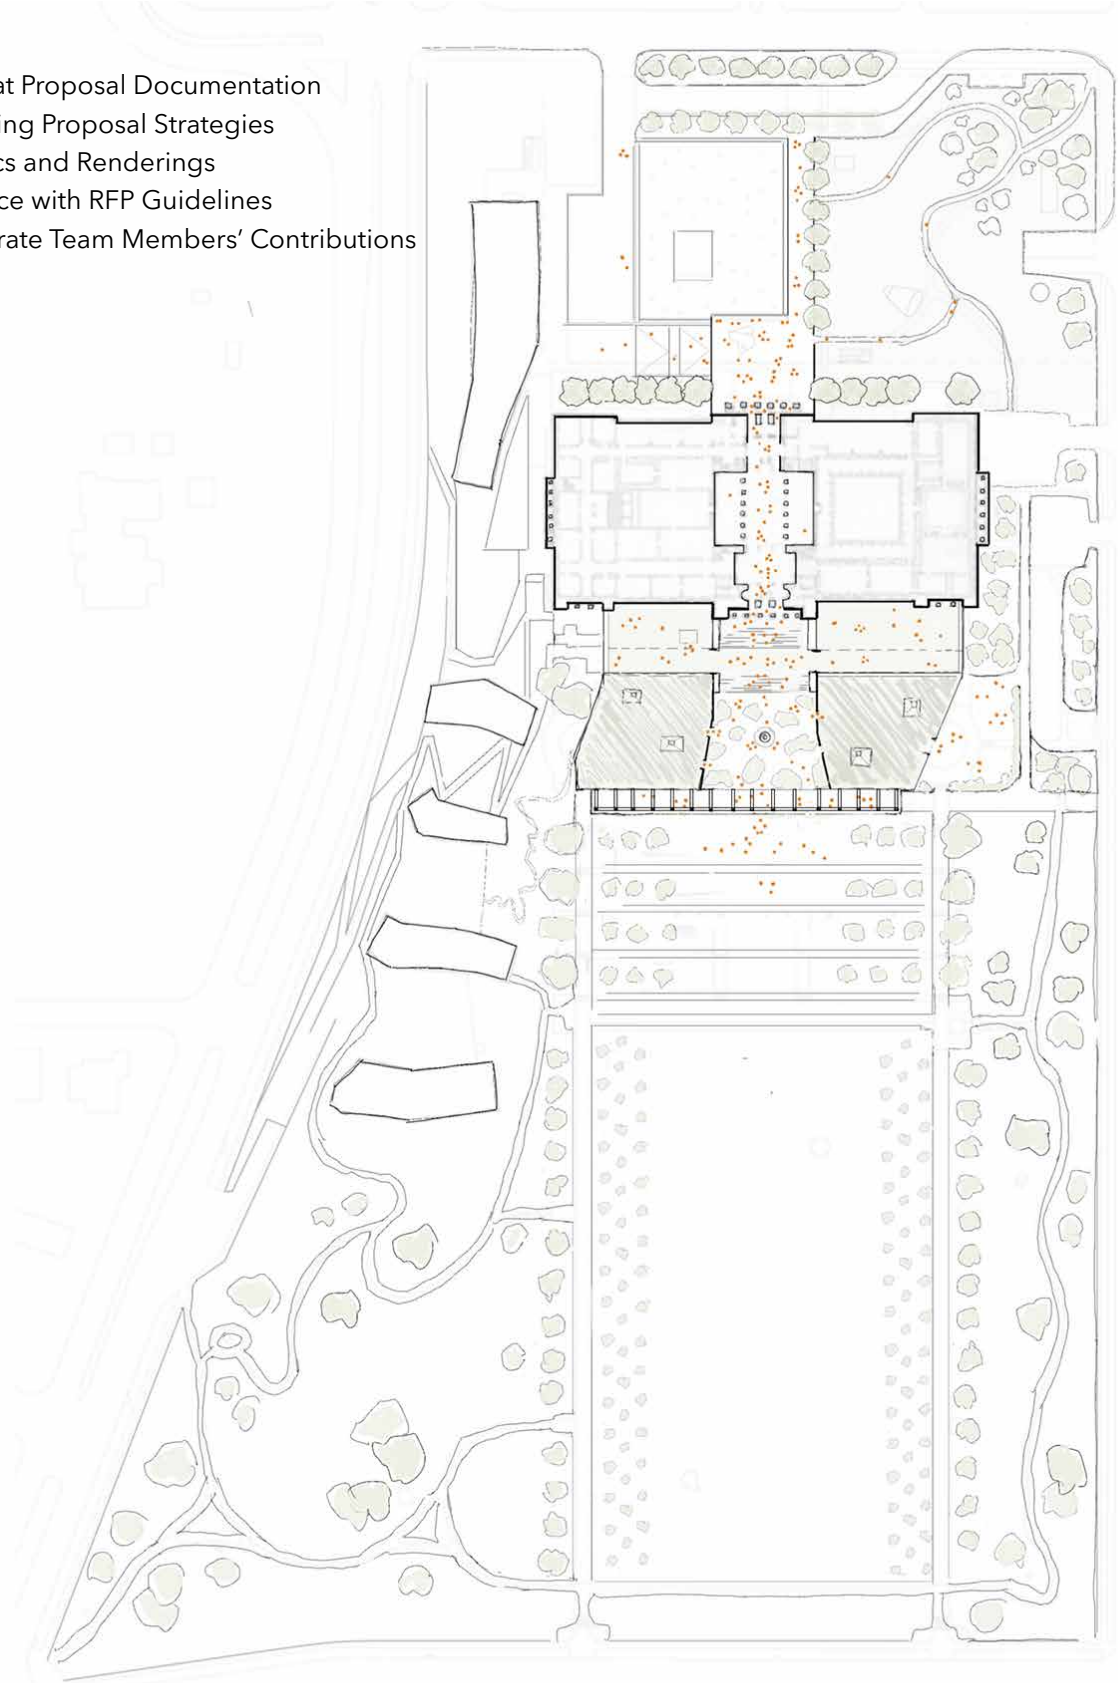 at Proposal Documentation
ing Proposal Strategies
cs and Renderings
ce with RFP Guidelines
rate Team Members’ Contributions